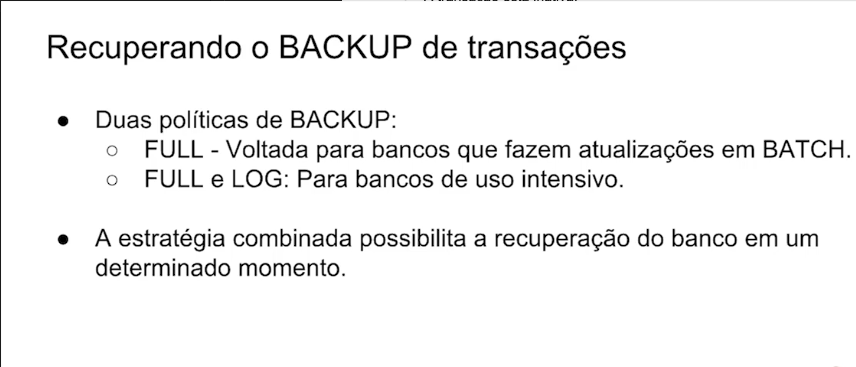 Recuperando o BACKUP de transações
● Duas políticas de BACKUP:
○ FULL - Voltada para bancos que fazem atualizações em BATCH.
○ FULL e LOG: Para bancos de uso intensivo.
● A estratégia combinada possibilita a recuperação do banco em um
determinado momento.